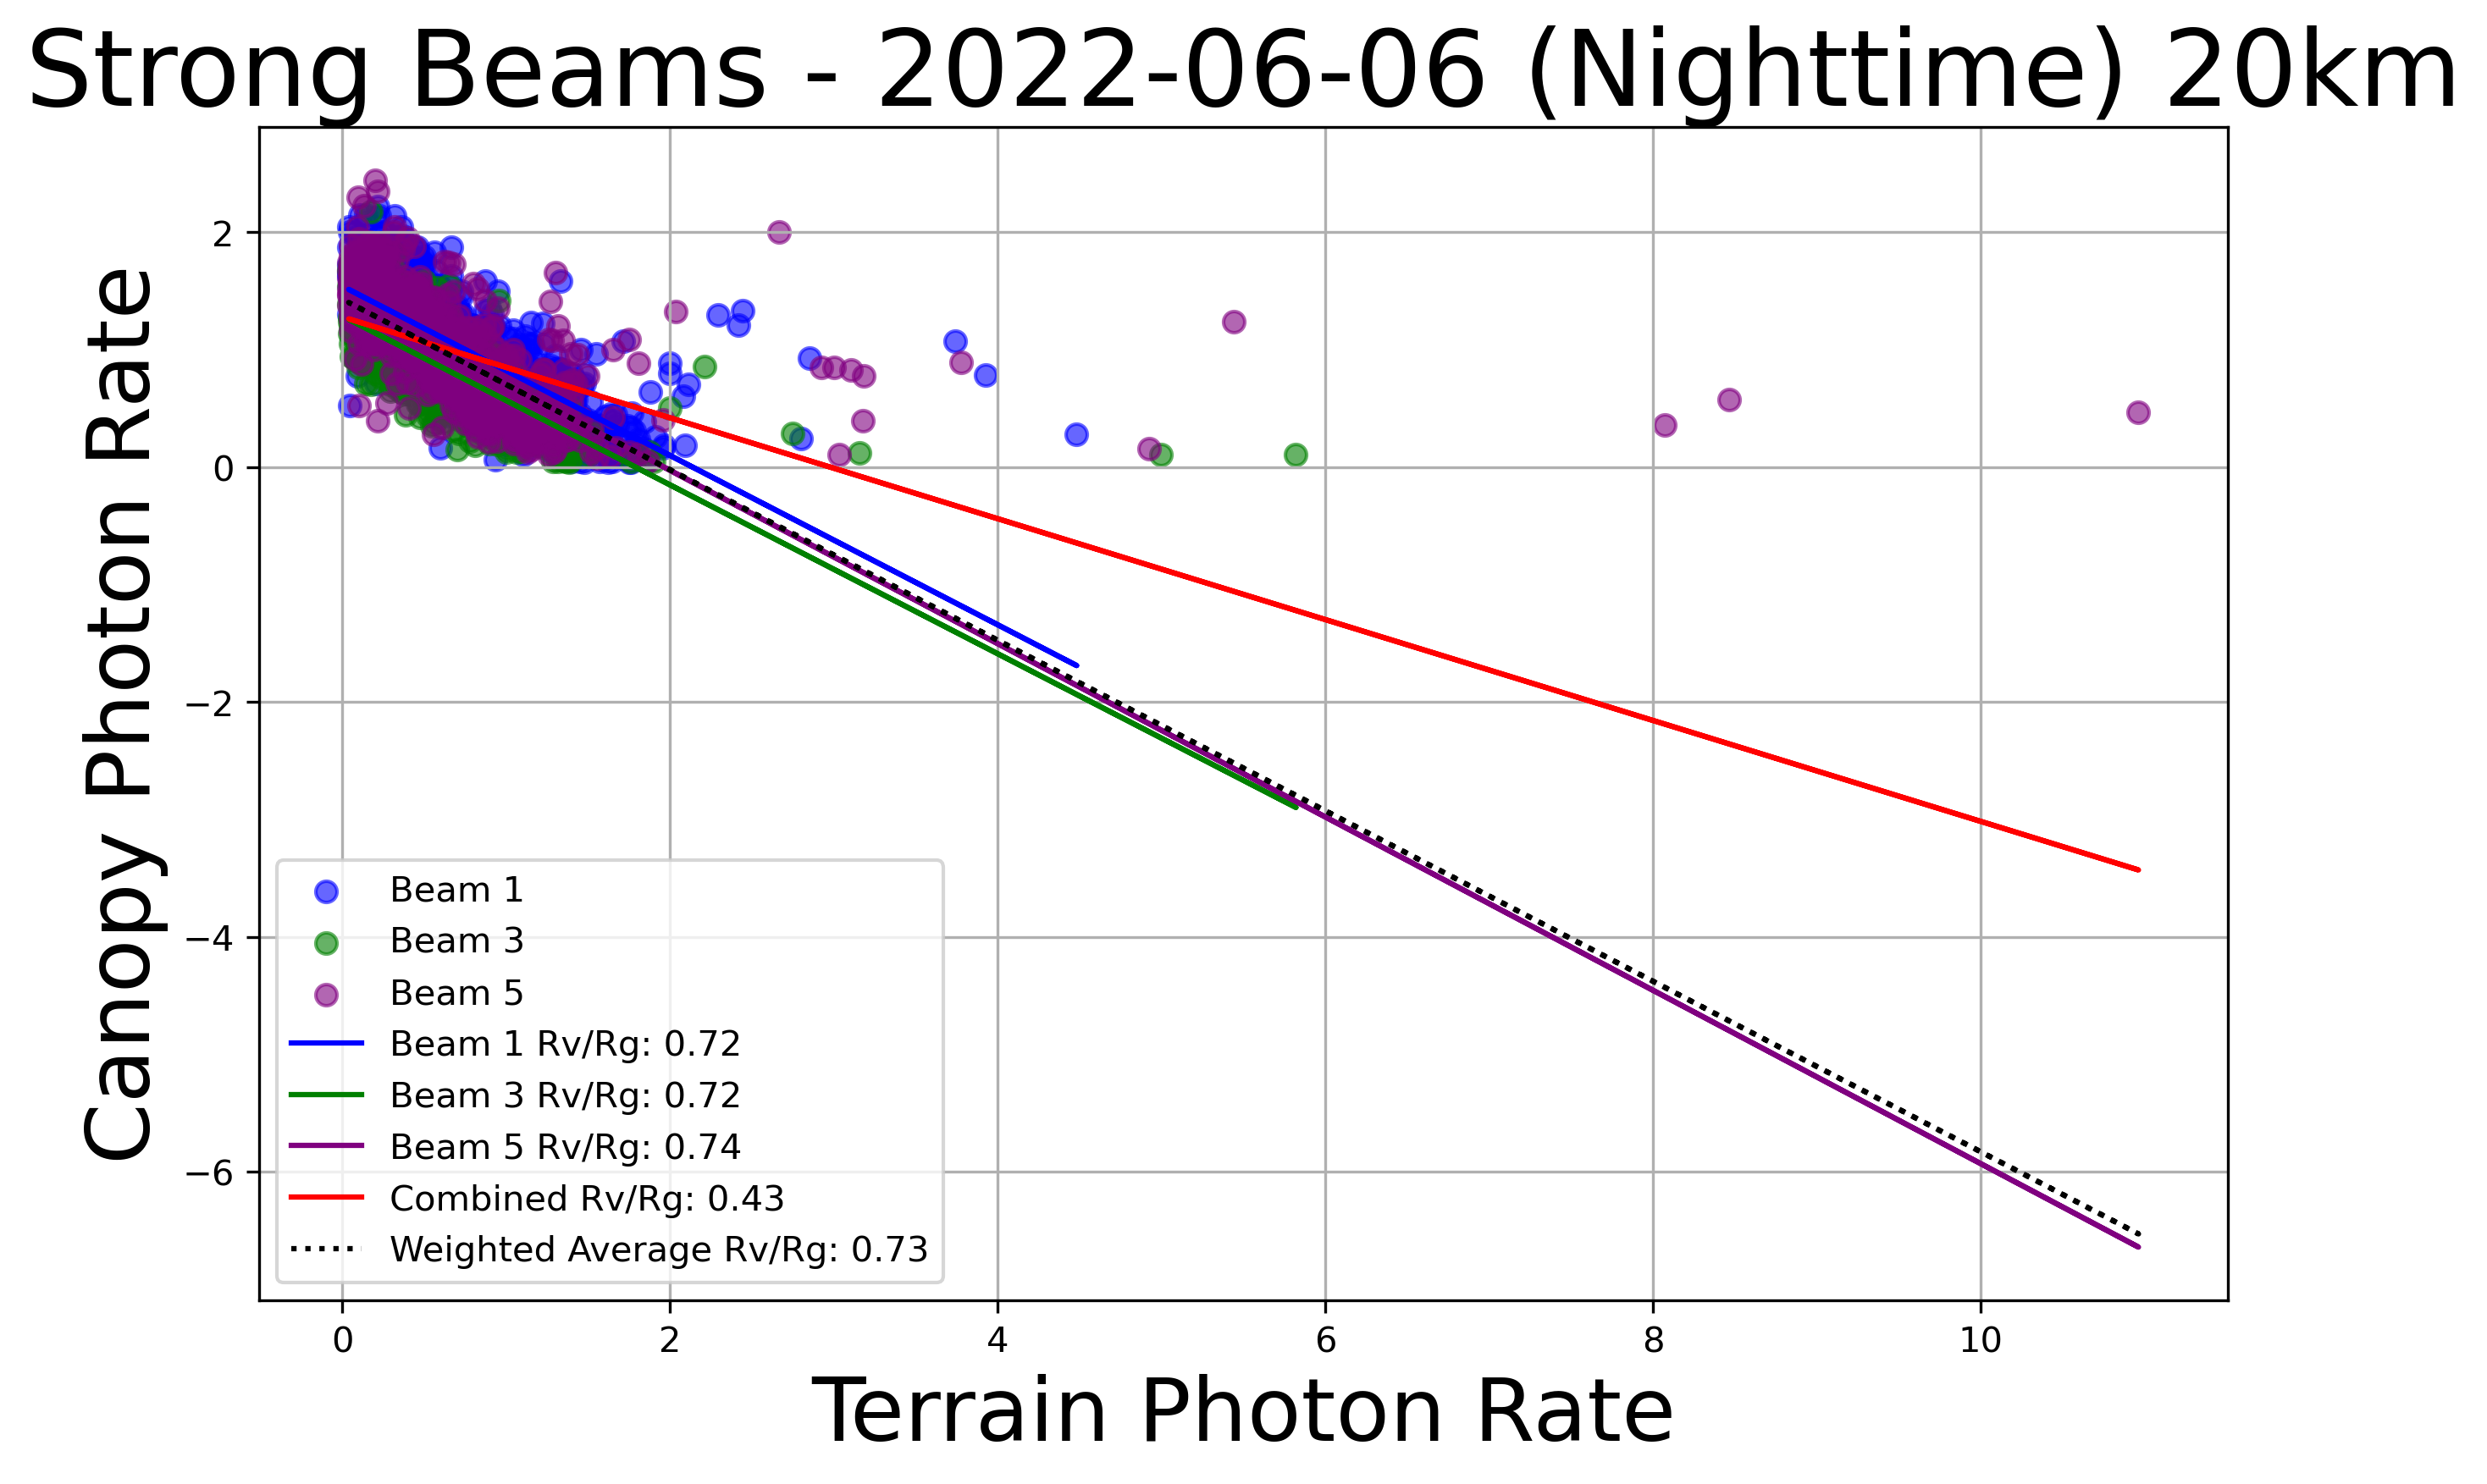 Strong Beams - 2022-06-06 (Nighttime) 20km
Canopy Photon Rate
2
0
−2
−4
−6
Beam 1
Beam 3
Beam 5
Beam 1 Rv/Rg: 0.72
Beam 3 Rv/Rg: 0.72
Beam 5 Rv/Rg: 0.74
Combined Rv/Rg: 0.43
Weighted Average Rv/Rg: 0.73
0 2 4 6 8 10
Terrain Photon Rate